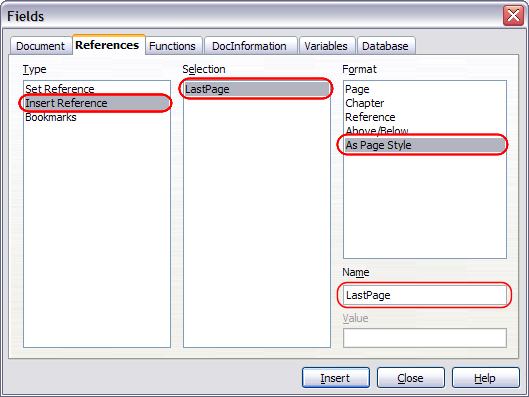 Fields
Document References Functions DocInformation Variables Database
Type Selection Format
Set Reference
Insert Reference
Bookmarks
LastPage
Page
Chapter
Reference
Above/Below
As Page Style
Name
LastPage
Value
Insert Close Help